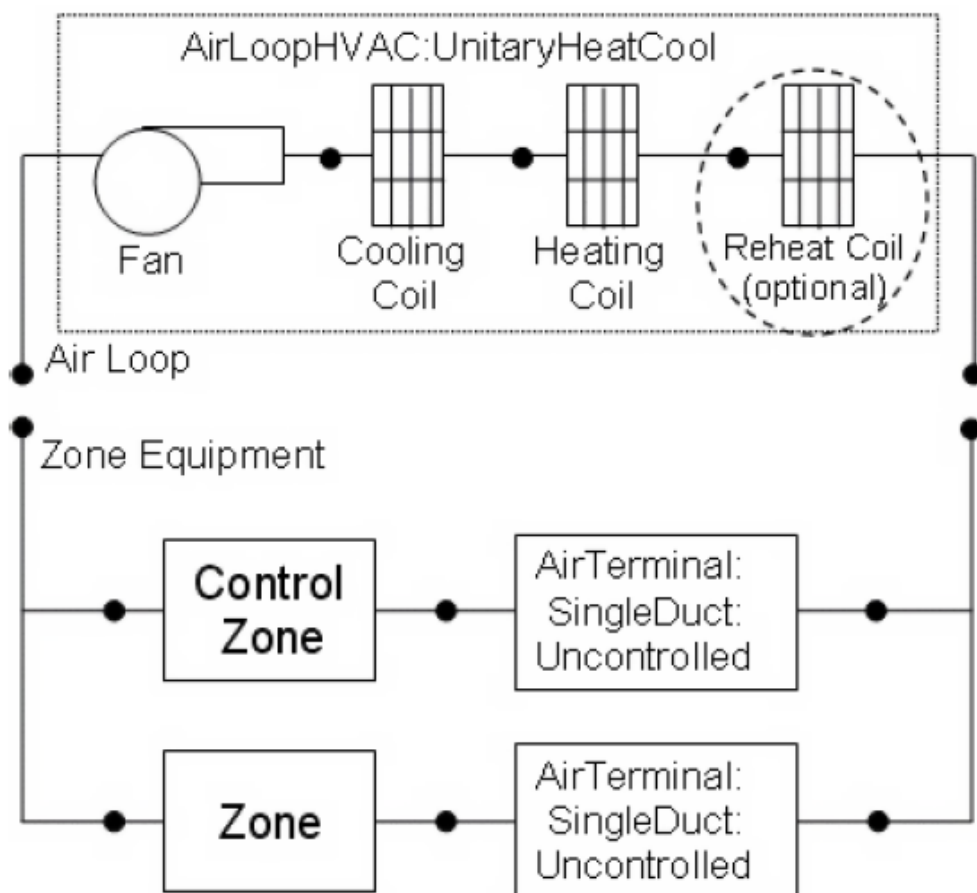 AirLoopHVAC:UnitaryHeatCool
Fan
Cooling
Coil
Heating
Coil
Reheat Coil
(optional)
Air Loop
Zone Equipment
Control
Zone
AirTerminal:
SingleDuct:
Uncontrolled
Zone
AirTerminal:
SingleDuct:
Uncontrolled